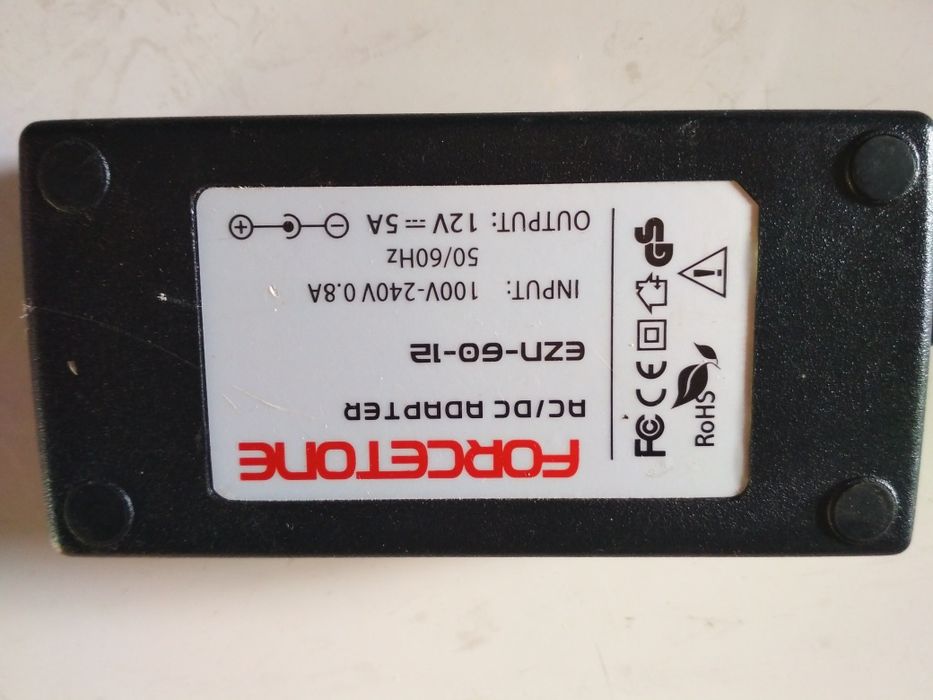 FORCETONE
AC/DC ADAPTER
EZN-60-12
INPUT: 100V-240V 0.8A
50/60Hz
OUTPUT: 12V ⎓ 5A
FC CE
RoHS
GS